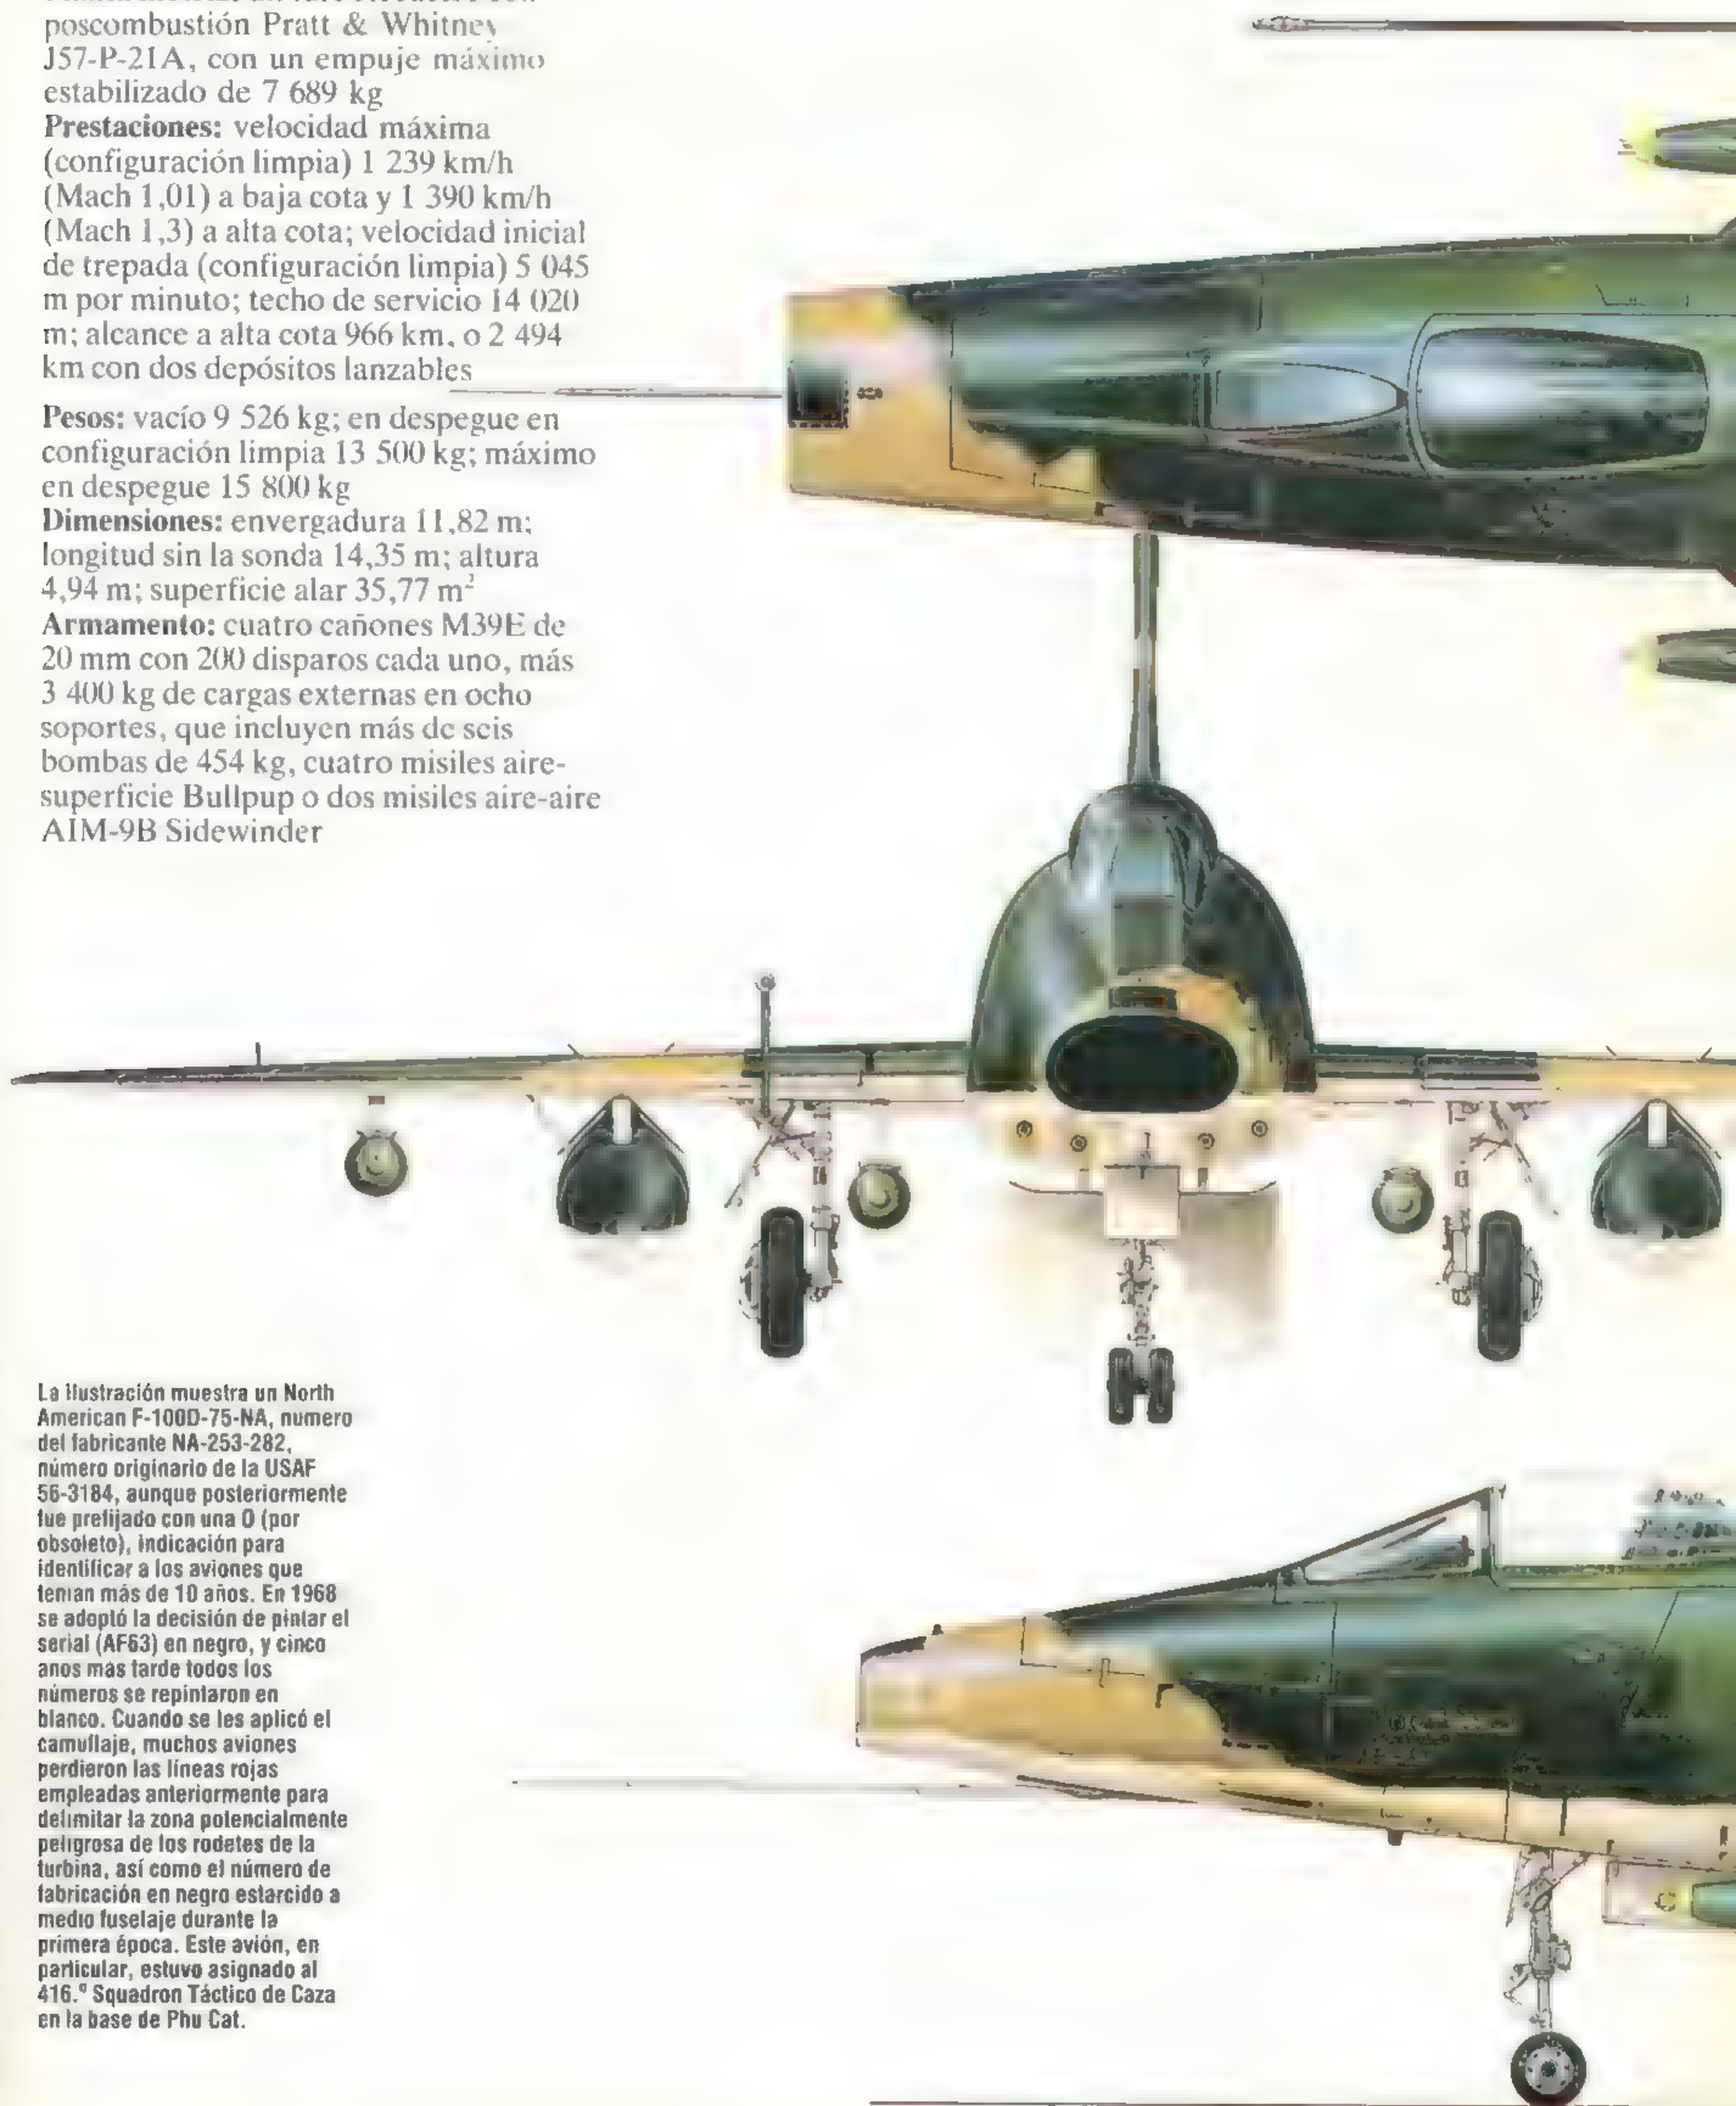 poscombustión Pratt & Whitney
J57-P-21A, con un empuje máximo
estabilizado de 7 689 kg
Prestaciones: velocidad máxima
(configuración limpia) 1 239 km/h
(Mach 1,01) a baja cota y 1 390 km/h
(Mach 1,3) a alta cota; velocidad inicial
de trepada (configuración limpia) 5 045
m por minuto; techo de servicio 14 020
m; alcance a alta cota 966 km, o 2 494
km con dos depósitos lanzables
Pesos: vacío 9 526 kg; en despegue en
configuración limpia 13 500 kg; máximo
en despegue 15 800 kg
Dimensiones: envergadura 11,82 m;
longitud sin la sonda 14,35 m; altura
4,94 m; superficie alar 35,77 m²
Armamento: cuatro cañones M39E de
20 mm con 200 disparos cada uno, más
3 400 kg de cargas externas en ocho
soportes, que incluyen más de seis
bombas de 454 kg, cuatro misiles aire-
superficie Bullpup o dos misiles aire-aire
AIM-9B Sidewinder
La ilustración muestra un North
American F-100D-75-NA, numero
del fabricante NA-253-282,
número originario de la USAF
56-3184, aunque posteriormente
fue prefijado con una 0 (por
obsoleto), indicación para
identificar a los aviones que
tenían más de 10 años. En 1968
se adoptó la decisión de pintar el
serial (AF63) en negro, y cinco
anos más tarde todos los
números se repintaron en
blanco. Cuando se les aplicó el
camuflaje, muchos aviones
perdieron las líneas rojas
empleadas anteriormente para
delimitar la zona potencialmente
peligrosa de los rodetes de la
turbina, así como el número de
fabricación en negro estarcido a
medio fuselaje durante la
primera época. Este avión, en
particular, estuvo asignado al
416.º Squadron Táctico de Caza
en la base de Phu Cat.